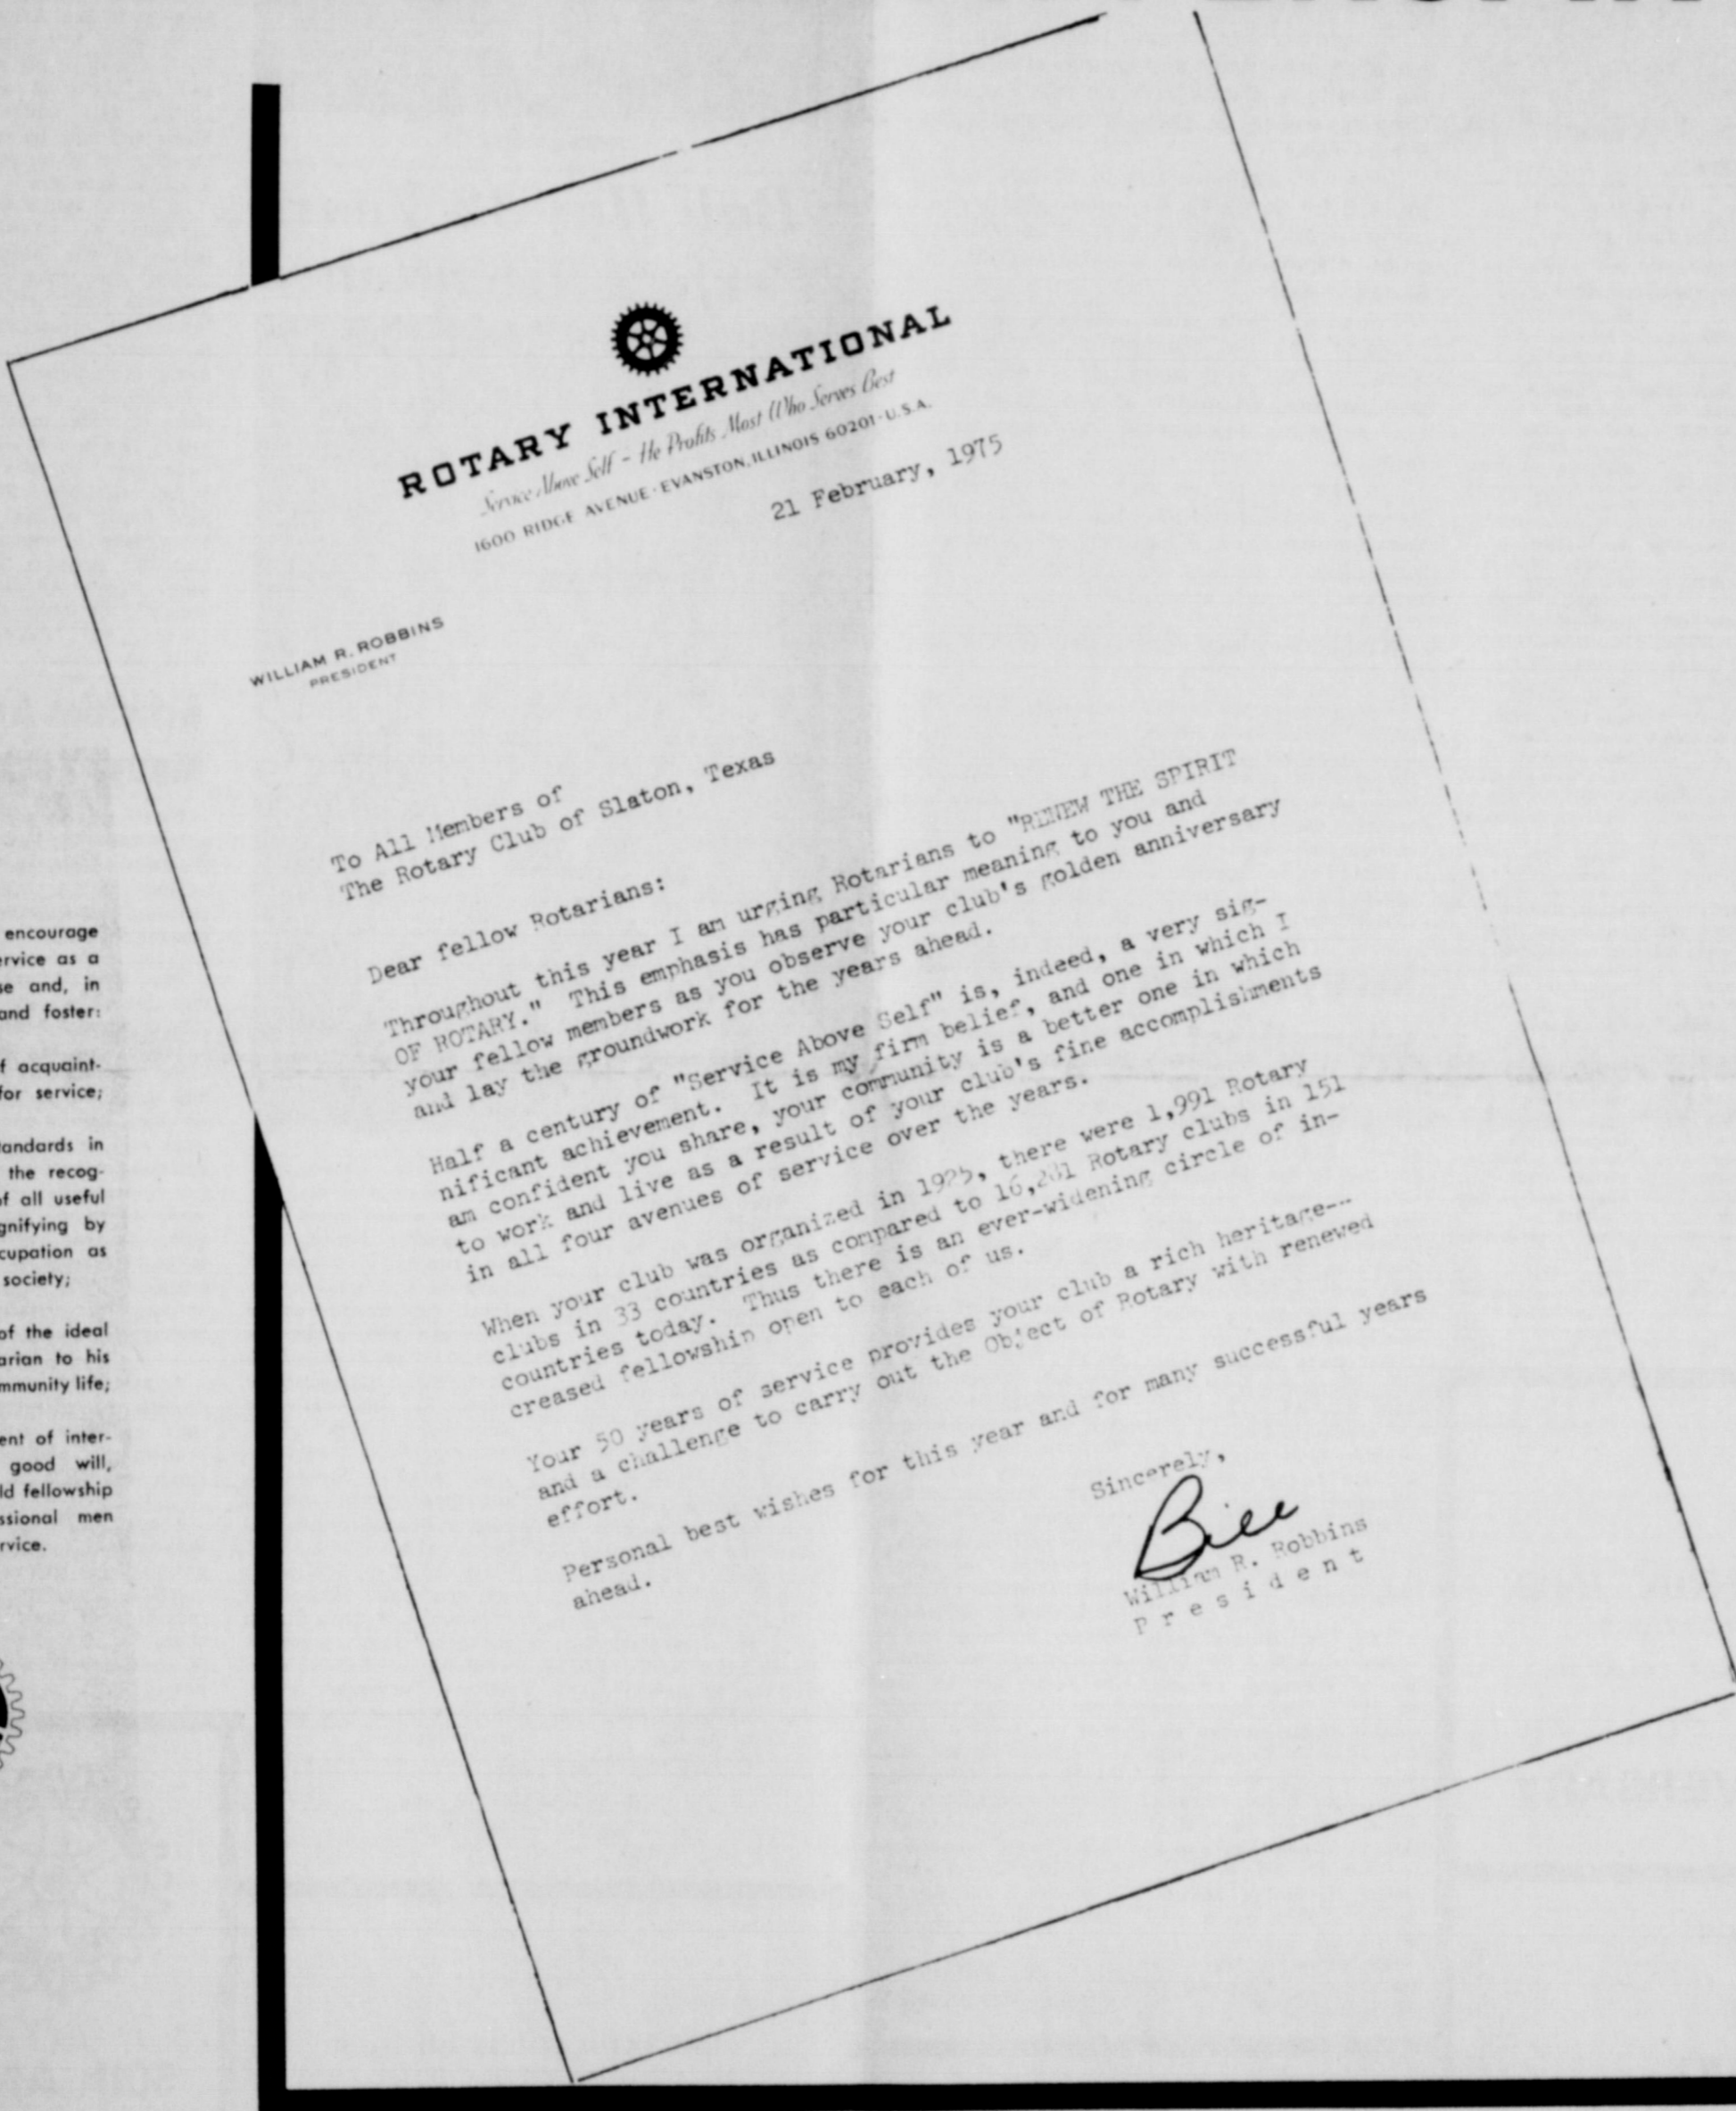 encourage
ervice as a
se and, in
and foster:
f acquaint-
for service;
tandards in
the recog-
of all useful
gnifying by
cupation as
society;
of the ideal
arian to his
mmunity life;
ent of inter-
good will,
ld fellowship
ssional men
rvice.
ROTARY INTERNATIONAL
Service Above Self - He Profits Most Who Serves Best
1600 RIDGE AVENUE · EVANSTON, ILLINOIS 60201 · U.S.A.
21 February, 1975
WILLIAM R. ROBBINS
PRESIDENT
To All Members of
The Rotary Club of Slaton, Texas
Dear fellow Rotarians:
Throughout this year I am urging Rotarians to "RENEW THE SPIRIT
OF ROTARY." This emphasis has particular meaning to you and
your fellow members as you observe your club's golden anniversary
and lay the groundwork for the years ahead.
Half a century of "Service Above Self" is, indeed, a very sig-
nificant achievement. It is my firm belief, and one in which I
am confident you share, your community is a better one in which
to work and live as a result of your club's fine accomplishments
in all four avenues of service over the years.
When your club was organized in 1925, there were 1,991 Rotary
clubs in 33 countries as compared to Rotary clubs in 151
countries today. Thus there is an ever-widening circle of in-
creased fellowship open to each of us.
Your 50 years of service provides your club a rich heritage--
and a challenge to carry out the Object of Rotary with renewed
effort.
Personal best wishes for this year and for many successful years
ahead.
Sincerely,
Bill
William R. Robbins
President